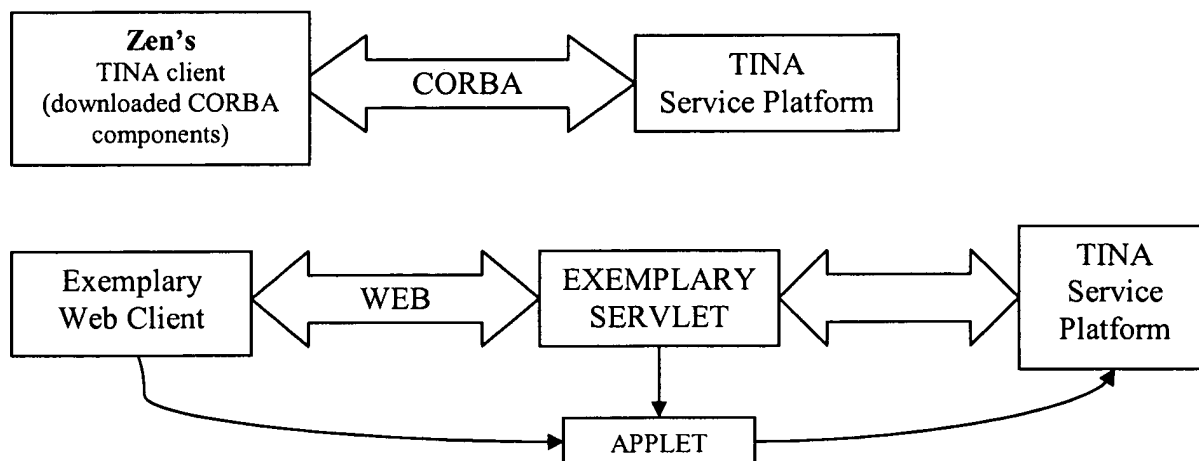 Zen's
TINA client
(downloaded CORBA
components)
CORBA
TINA
Service Platform
Exemplary
Web Client
WEB
EXEMPLARY
SERVLET
TINA
Service
Platform
APPLET